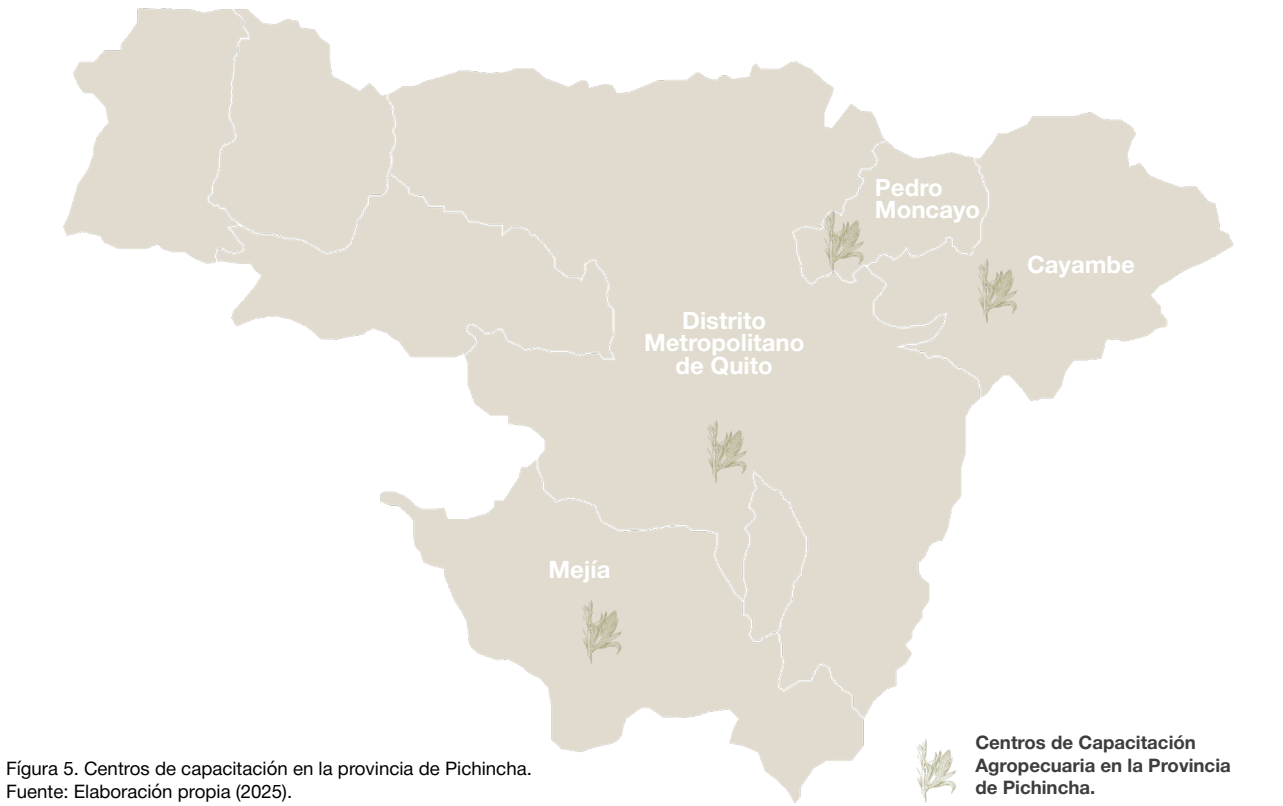 Pedro
Moncayo
Cayambe
Distrito
Metropolitano
de Quito
Mejía
Centros de Capacitación
Agropecuaria en la Provincia
de Pichincha.
Fígura 5. Centros de capacitación en la provincia de Pichincha.
Fuente: Elaboración propia (2025).